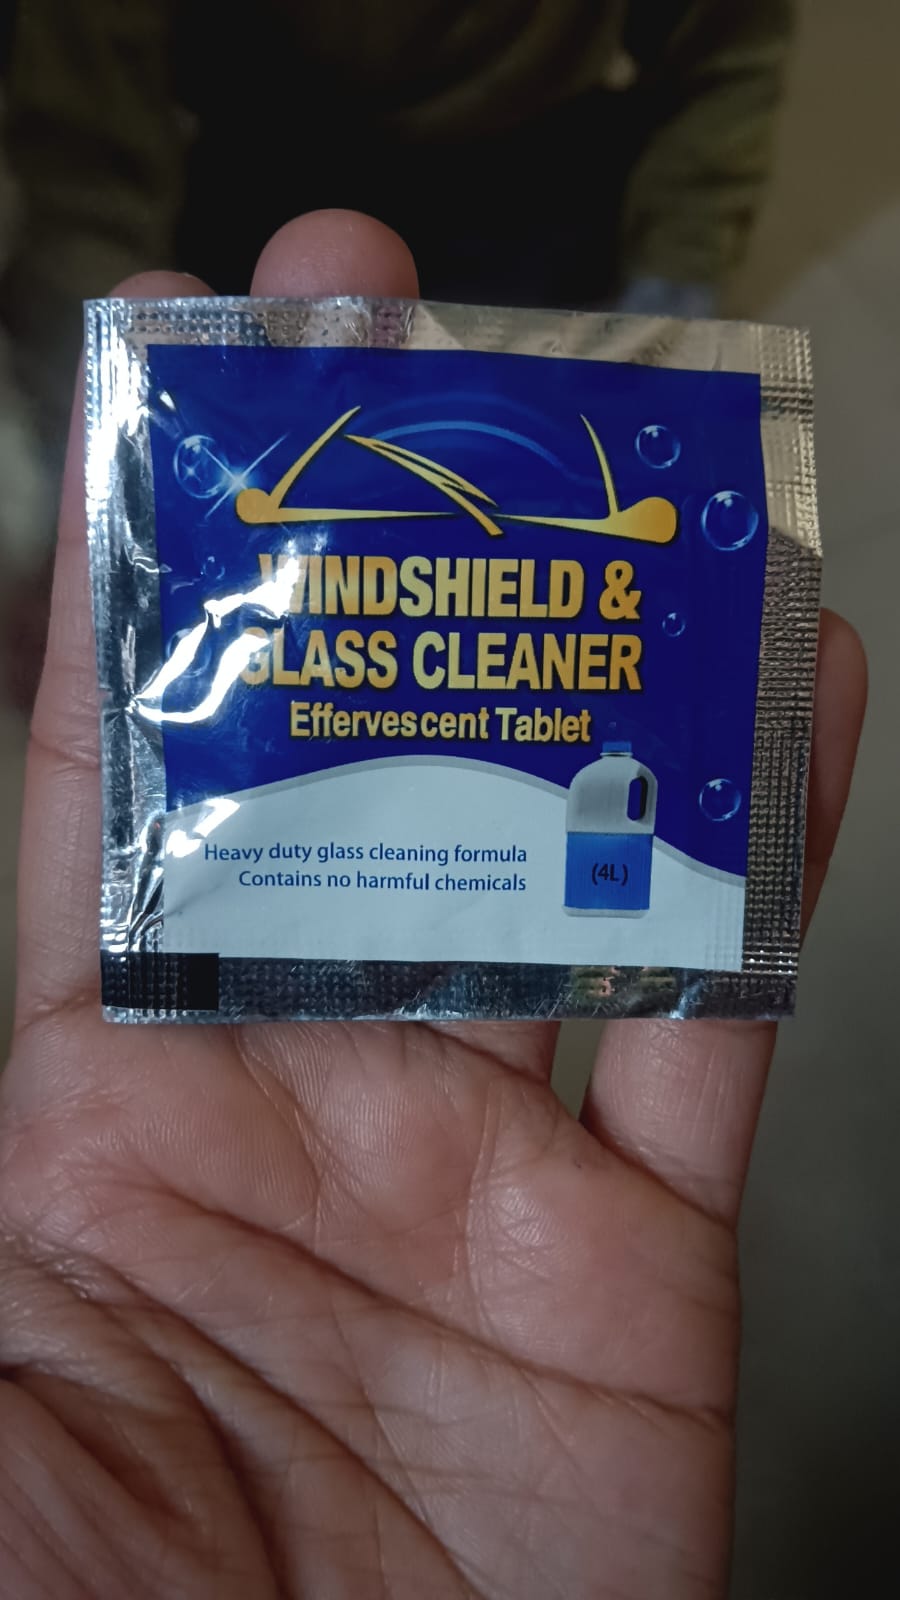 WINDSHIELD &
GLASS CLEANER
Effervescent Tablet
Heavy duty glass cleaning formula
Contains no harmful chemicals
(4L)